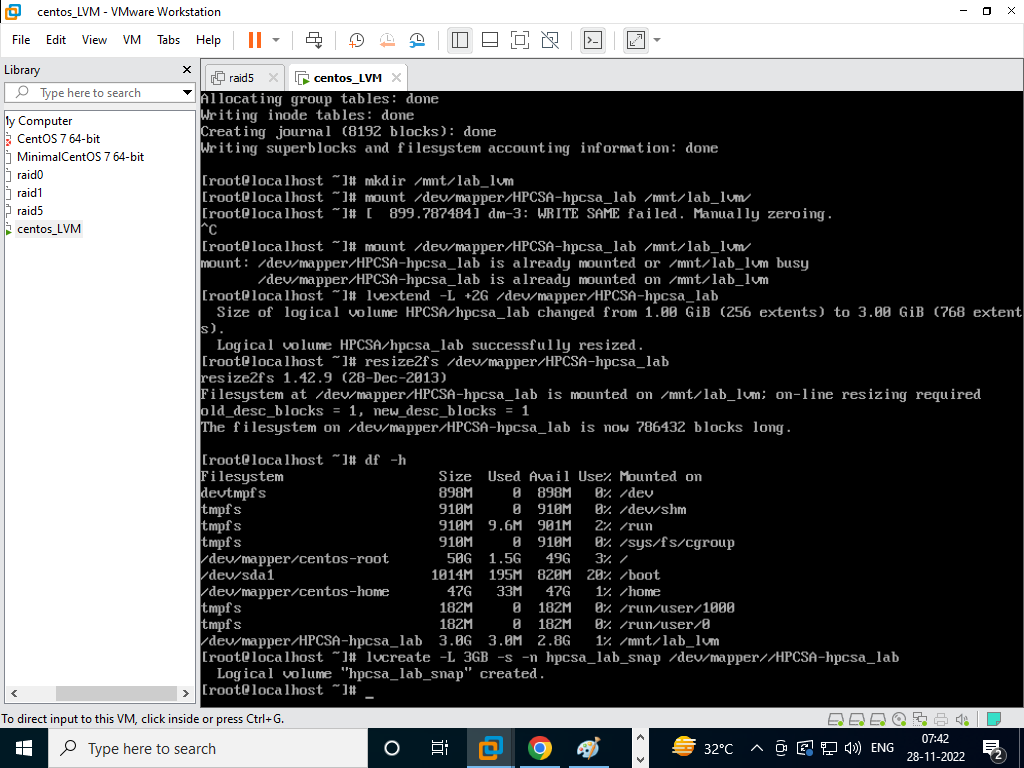 centos_LVM - VMware Workstation
File Edit View VM Tabs Help
Library
Type here to search
My Computer
CentOS 7 64-bit
MinimalCentOS 7 64-bit
raid0
raid1
raid5
centos_LVM
raid5
centos_LVM
Allocating group tables: done
Writing inode tables: done
Creating journal (8192 blocks): done
Writing superblocks and filesystem accounting information: done
[root@localhost ~]# mkdir /mnt/lab_lvm
[root@localhost ~]# mount /dev/mapper/HPCSA-hpcsa_lab /mnt/lab_lvm/
[root@localhost ~]# [  899.787484] dm-3: WRITE SAME failed. Manually zeroing.
^C
[root@localhost ~]# mount /dev/mapper/HPCSA-hpcsa_lab /mnt/lab_lvm/
mount: /dev/mapper/HPCSA-hpcsa_lab is already mounted or /mnt/lab_lvm busy
       /dev/mapper/HPCSA-hpcsa_lab is already mounted on /mnt/lab_lvm
[root@localhost ~]# lvextend -L +2G /dev/mapper/HPCSA-hpcsa_lab
  Size of logical volume HPCSA/hpcsa_lab changed from 1.00 GiB (256 extents) to 3.00 GiB (768 extent
s).
  Logical volume HPCSA/hpcsa_lab successfully resized.
[root@localhost ~]# resize2fs /dev/mapper/HPCSA-hpcsa_lab
resize2fs 1.42.9 (28-Dec-2013)
Filesystem at /dev/mapper/HPCSA-hpcsa_lab is mounted on /mnt/lab_lvm; on-line resizing required
old_desc_blocks = 1, new_desc_blocks = 1
The filesystem on /dev/mapper/HPCSA-hpcsa_lab is now 786432 blocks long.
[root@localhost ~]# df -h
Filesystem                   Size  Used Avail Use% Mounted on
devtmpfs                     898M     0  898M   0% /dev
tmpfs                        910M     0  910M   0% /dev/shm
tmpfs                        910M  9.6M  901M   2% /run
tmpfs                        910M     0  910M   0% /sys/fs/cgroup
/dev/mapper/centos-root       50G  1.5G   49G   3% /
/dev/sda1                   1014M  195M  820M  20% /boot
/dev/mapper/centos-home       47G   33M   47G   1% /home
tmpfs                        182M     0  182M   0% /run/user/1000
tmpfs                        182M     0  182M   0% /run/user/0
/dev/mapper/HPCSA-hpcsa_lab  3.0G  3.0M  2.8G   1% /mnt/lab_lvm
[root@localhost ~]# lvcreate -L 3GB -s -n hpcsa_lab_snap /dev/mapper//HPCSA-hpcsa_lab
  Logical volume "hpcsa_lab_snap" created.
[root@localhost ~]# _
To direct input to this VM, click inside or press Ctrl+G.
Type here to search
32°C
ENG
07:42
28-11-2022
2